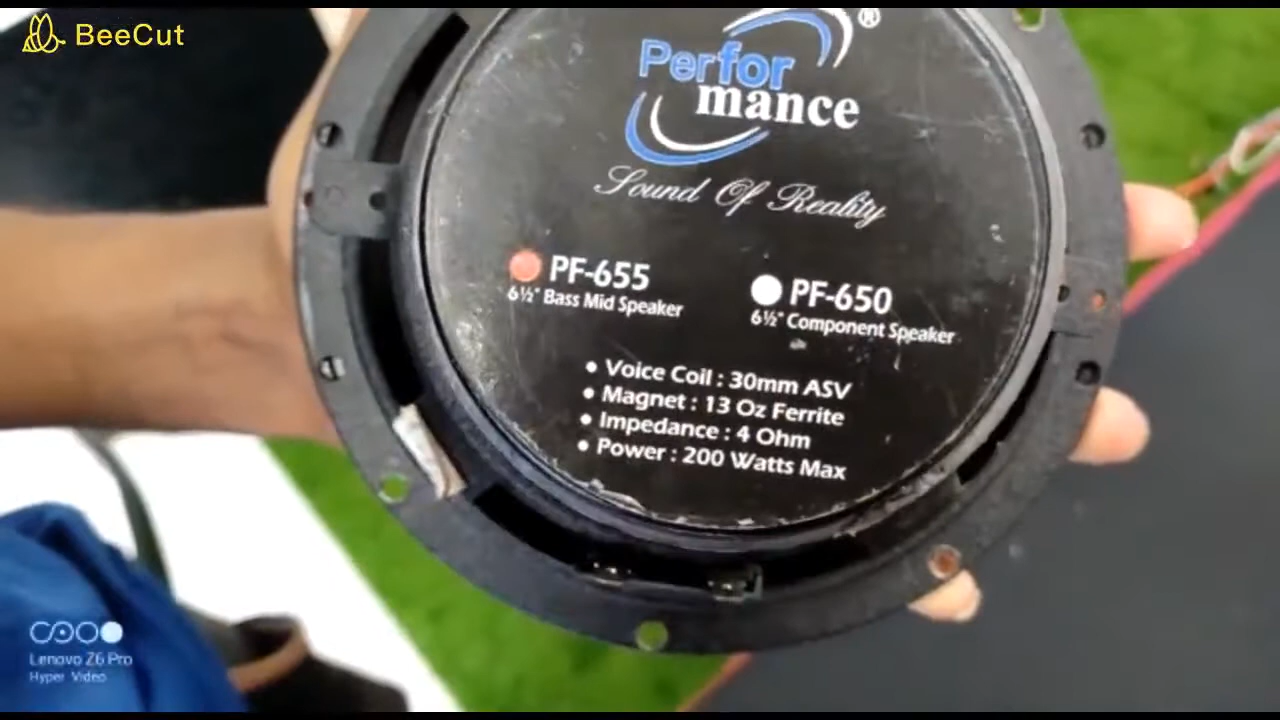 BeeCut
Perfor
mance
®
Sound Of Reality
PF-655
6½" Bass Mid Speaker
PF-650
6½" Component Speaker
• Voice Coil : 30mm ASV
• Magnet : 13 Oz Ferrite
• Impedance : 4 Ohm
• Power : 200 Watts Max
Lenovo Z6 Pro
Hyper Video